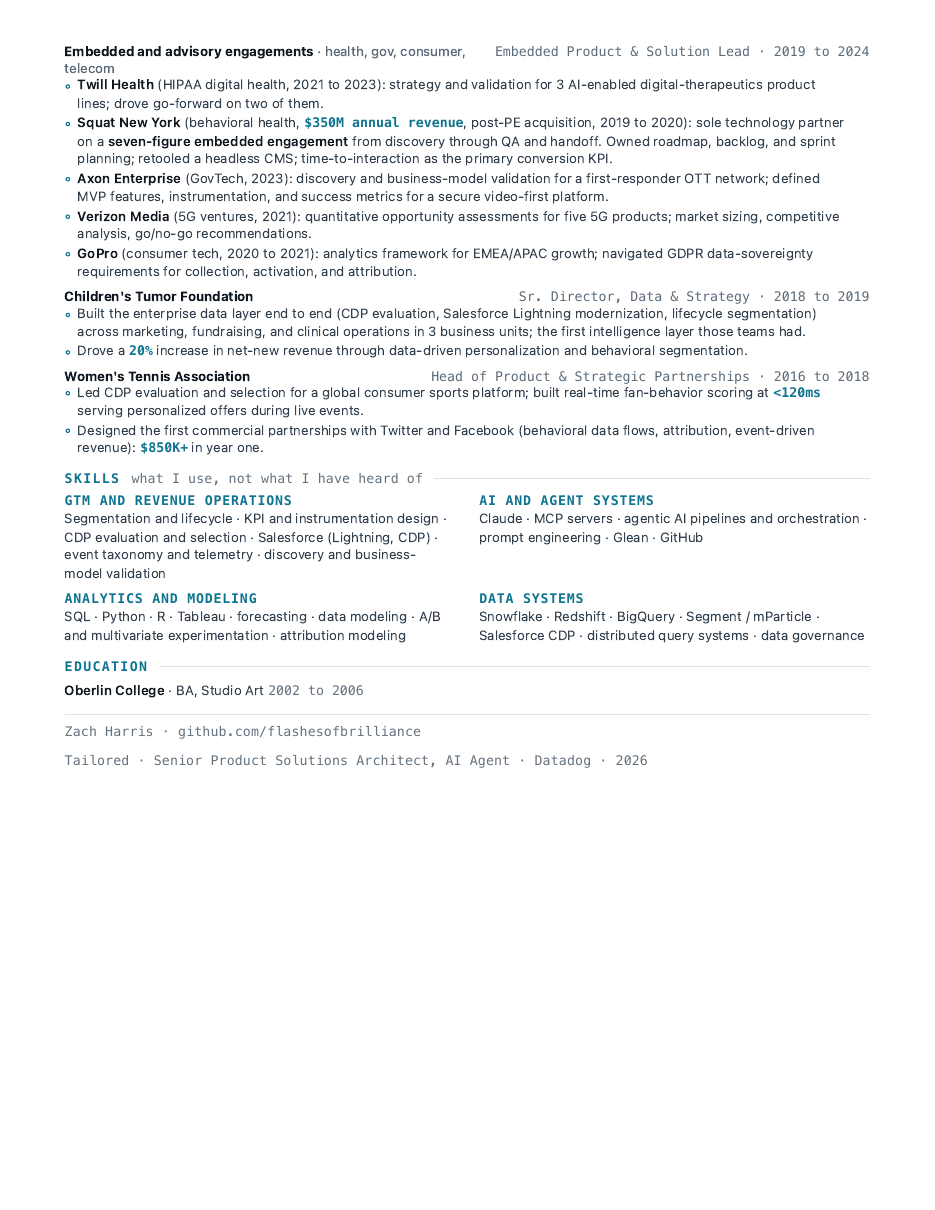 Embedded and advisory engagements · health, gov, consumer, telecom
Embedded Product & Solution Lead · 2019 to 2024
Twill Health (HIPAA digital health, 2021 to 2023): strategy and validation for 3 AI-enabled digital-therapeutics product
lines; drove go-forward on two of them.
Squat New York (behavioral health, $350M annual revenue, post-PE acquisition, 2019 to 2020): sole technology partner
on a seven-figure embedded engagement from discovery through QA and handoff. Owned roadmap, backlog, and sprint
planning; retooled a headless CMS; time-to-interaction as the primary conversion KPI.
Axon Enterprise (GovTech, 2023): discovery and business-model validation for a first-responder OTT network; defined
MVP features, instrumentation, and success metrics for a secure video-first platform.
Verizon Media (5G ventures, 2021): quantitative opportunity assessments for five 5G products; market sizing, competitive
analysis, go/no-go recommendations.
GoPro (consumer tech, 2020 to 2021): analytics framework for EMEA/APAC growth; navigated GDPR data-sovereignty
requirements for collection, activation, and attribution.
Children's Tumor Foundation Sr. Director, Data & Strategy · 2018 to 2019
Built the enterprise data layer end to end (CDP evaluation, Salesforce Lightning modernization, lifecycle segmentation)
across marketing, fundraising, and clinical operations in 3 business units; the first intelligence layer those teams had.
Drove a 20% increase in net-new revenue through data-driven personalization and behavioral segmentation.
Women's Tennis Association Head of Product & Strategic Partnerships · 2016 to 2018
Led CDP evaluation and selection for a global consumer sports platform; built real-time fan-behavior scoring at <120ms
serving personalized offers during live events.
Designed the first commercial partnerships with Twitter and Facebook (behavioral data flows, attribution, event-driven
revenue): $850K+ in year one.
SKILLS what I use, not what I have heard of
GTM AND REVENUE OPERATIONS
Segmentation and lifecycle · KPI and instrumentation design ·
CDP evaluation and selection · Salesforce (Lightning, CDP) ·
event taxonomy and telemetry · discovery and business-
model validation
AI AND AGENT SYSTEMS
Claude · MCP servers · agentic AI pipelines and orchestration ·
prompt engineering · Glean · GitHub
ANALYTICS AND MODELING
SQL · Python · R · Tableau · forecasting · data modeling · A/B
and multivariate experimentation · attribution modeling
DATA SYSTEMS
Snowflake · Redshift · BigQuery · Segment / mParticle ·
Salesforce CDP · distributed query systems · data governance
EDUCATION
Oberlin College · BA, Studio Art 2002 to 2006
Zach Harris · github.com/flashesofbrilliance
Tailored · Senior Product Solutions Architect, AI Agent · Datadog · 2026